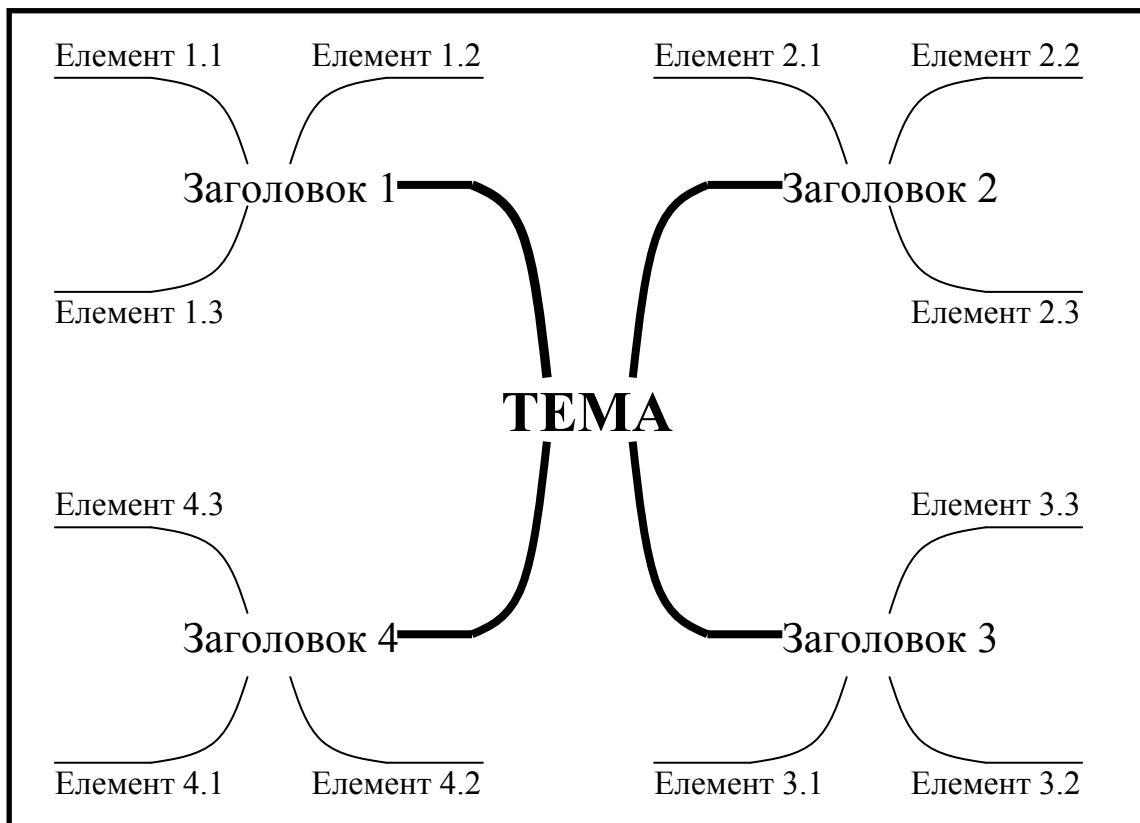 Елемент 1.1 Елемент 1.2 Елемент 2.1 Елемент 2.2
Заголовок 1 Заголовок 2
Елемент 1.3 Елемент 2.3
ТЕМА
Елемент 4.3 Елемент 3.3
Заголовок 4 Заголовок 3
Елемент 4.1 Елемент 4.2 Елемент 3.1 Елемент 3.2